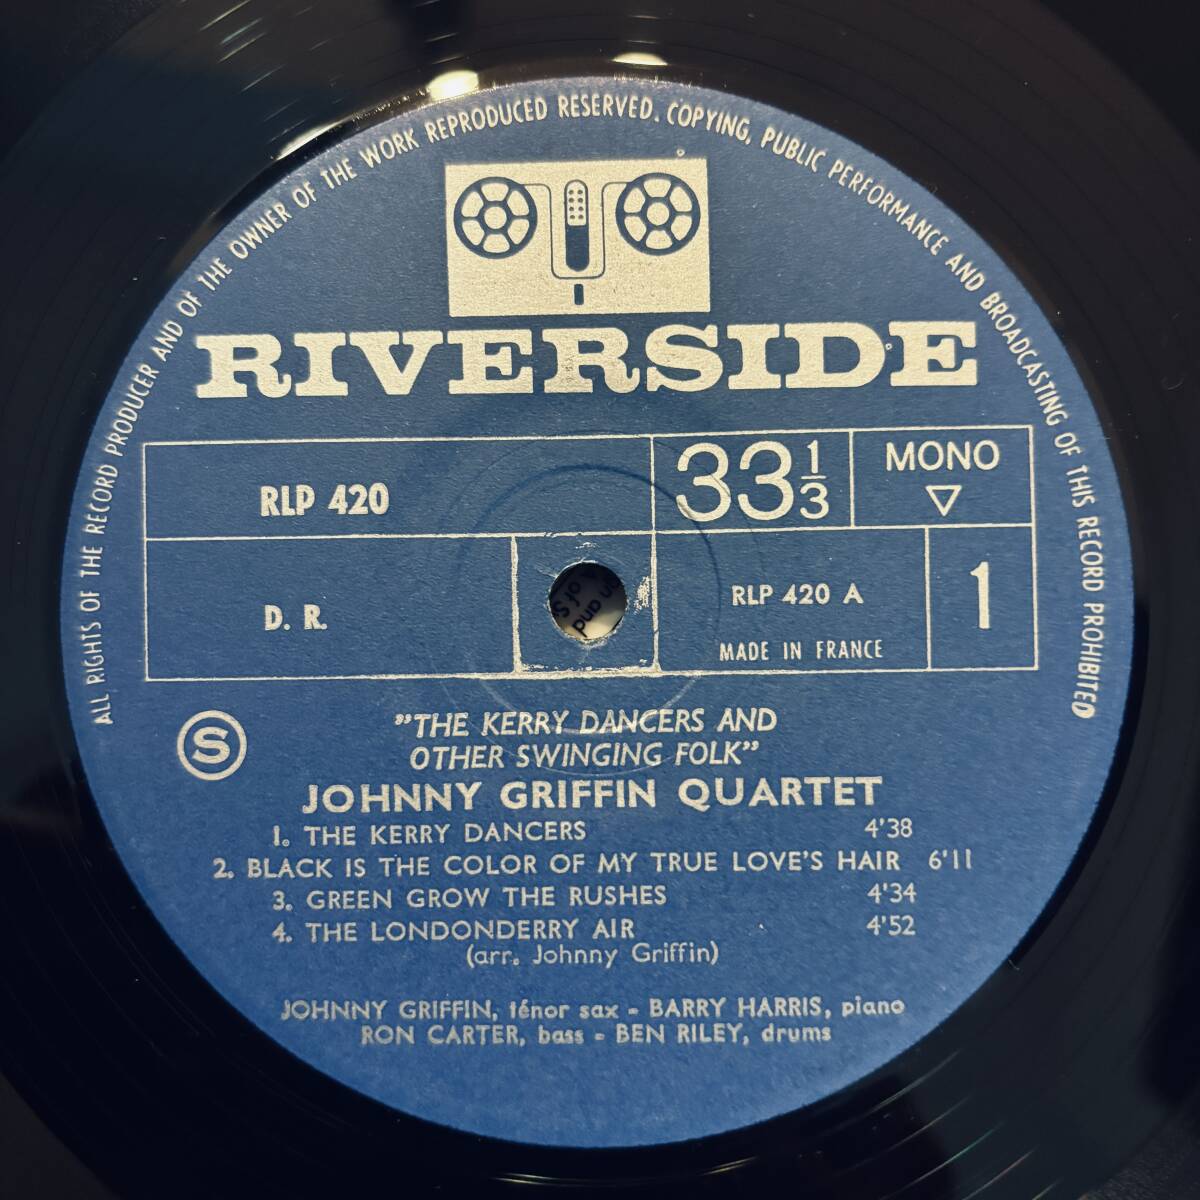 ALL RIGHTS OF THE RECORD PRODUCER AND OF THE OWNER OF THE WORK REPRODUCED RESERVED. COPYING, PUBLIC PERFORMANCE AND BROADCASTING OF THIS RECORD PROHIBITED
RIVERSIDE
RLP 420
33 1/3
MONO
▽
D. R.
RLP 420 A
MADE IN FRANCE
1
S
"THE KERRY DANCERS AND
OTHER SWINGING FOLK"
JOHNNY GRIFFIN QUARTET
1. THE KERRY DANCERS 4'38
2. BLACK IS THE COLOR OF MY TRUE LOVE'S HAIR 6'11
3. GREEN GROW THE RUSHES 4'34
4. THE LONDONDERRY AIR 4'52
(arr. Johnny Griffin)
JOHNNY GRIFFIN, ténor sax - BARRY HARRIS, piano
RON CARTER, bass - BEN RILEY, drums